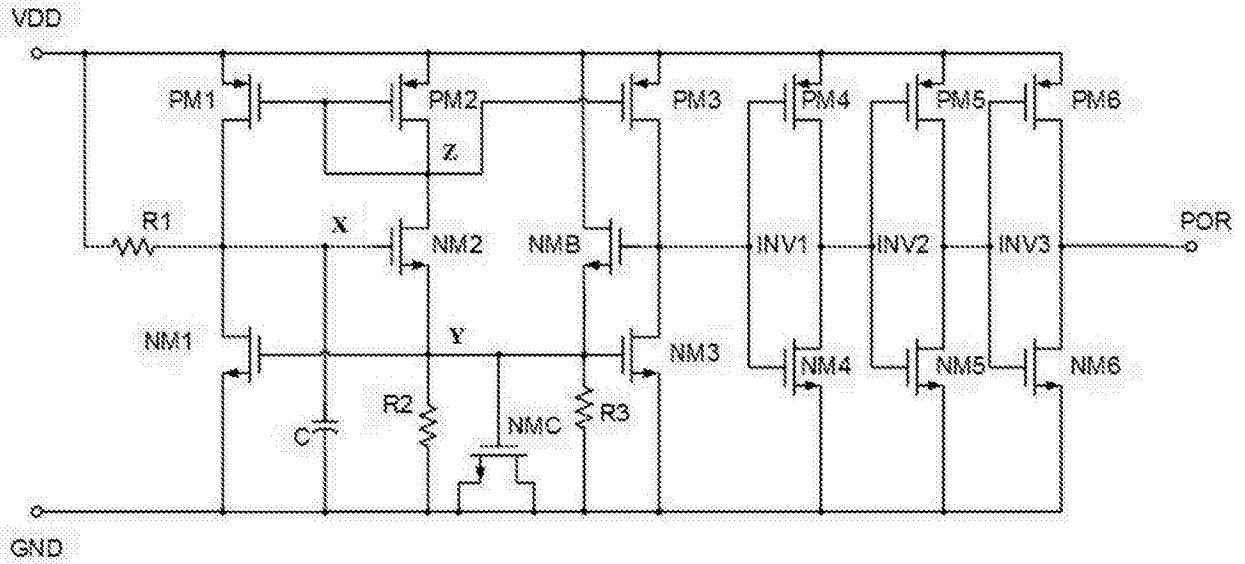 VDD
PM1
PM2
PM3
PM4
PM5
PM6
Z
R1
X
NM2
NMB
INV1
INV2
INV3
POR
NM1
Y
NM3
NM4
NM5
NM6
C
R2
NMC
R3
GND